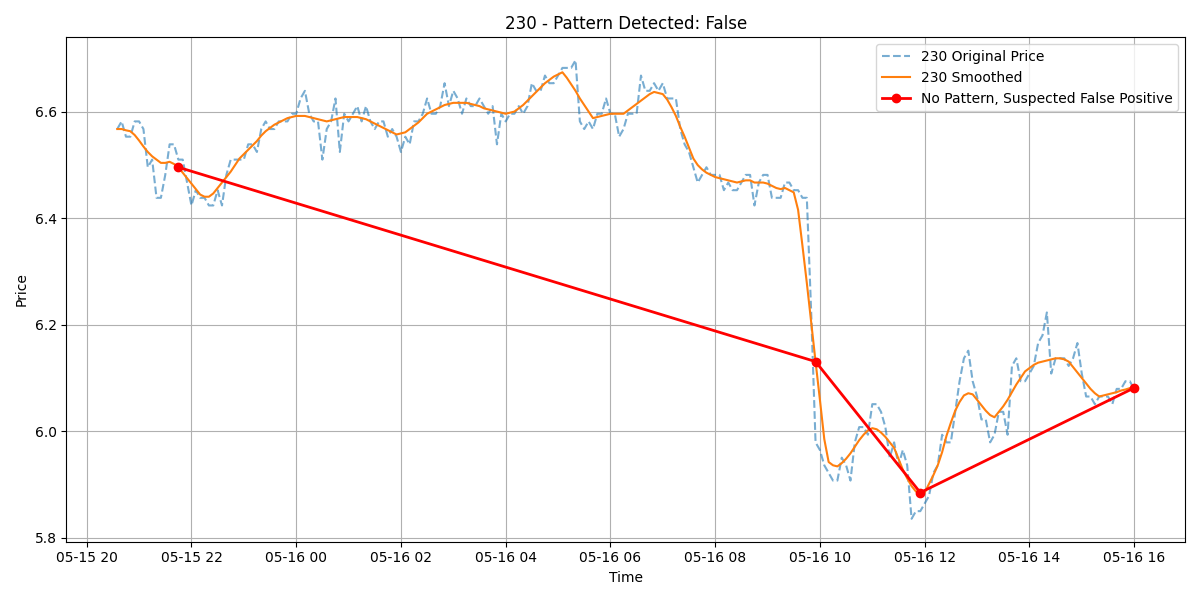 230 - Pattern Detected: False
230 Original Price
230 Smoothed
No Pattern, Suspected False Positive
Price
6.6
6.4
6.2
6.0
5.8
05-15 20 05-15 22 05-16 00 05-16 02 05-16 04 05-16 06 05-16 08 05-16 10 05-16 12 05-16 14 05-16 16
Time